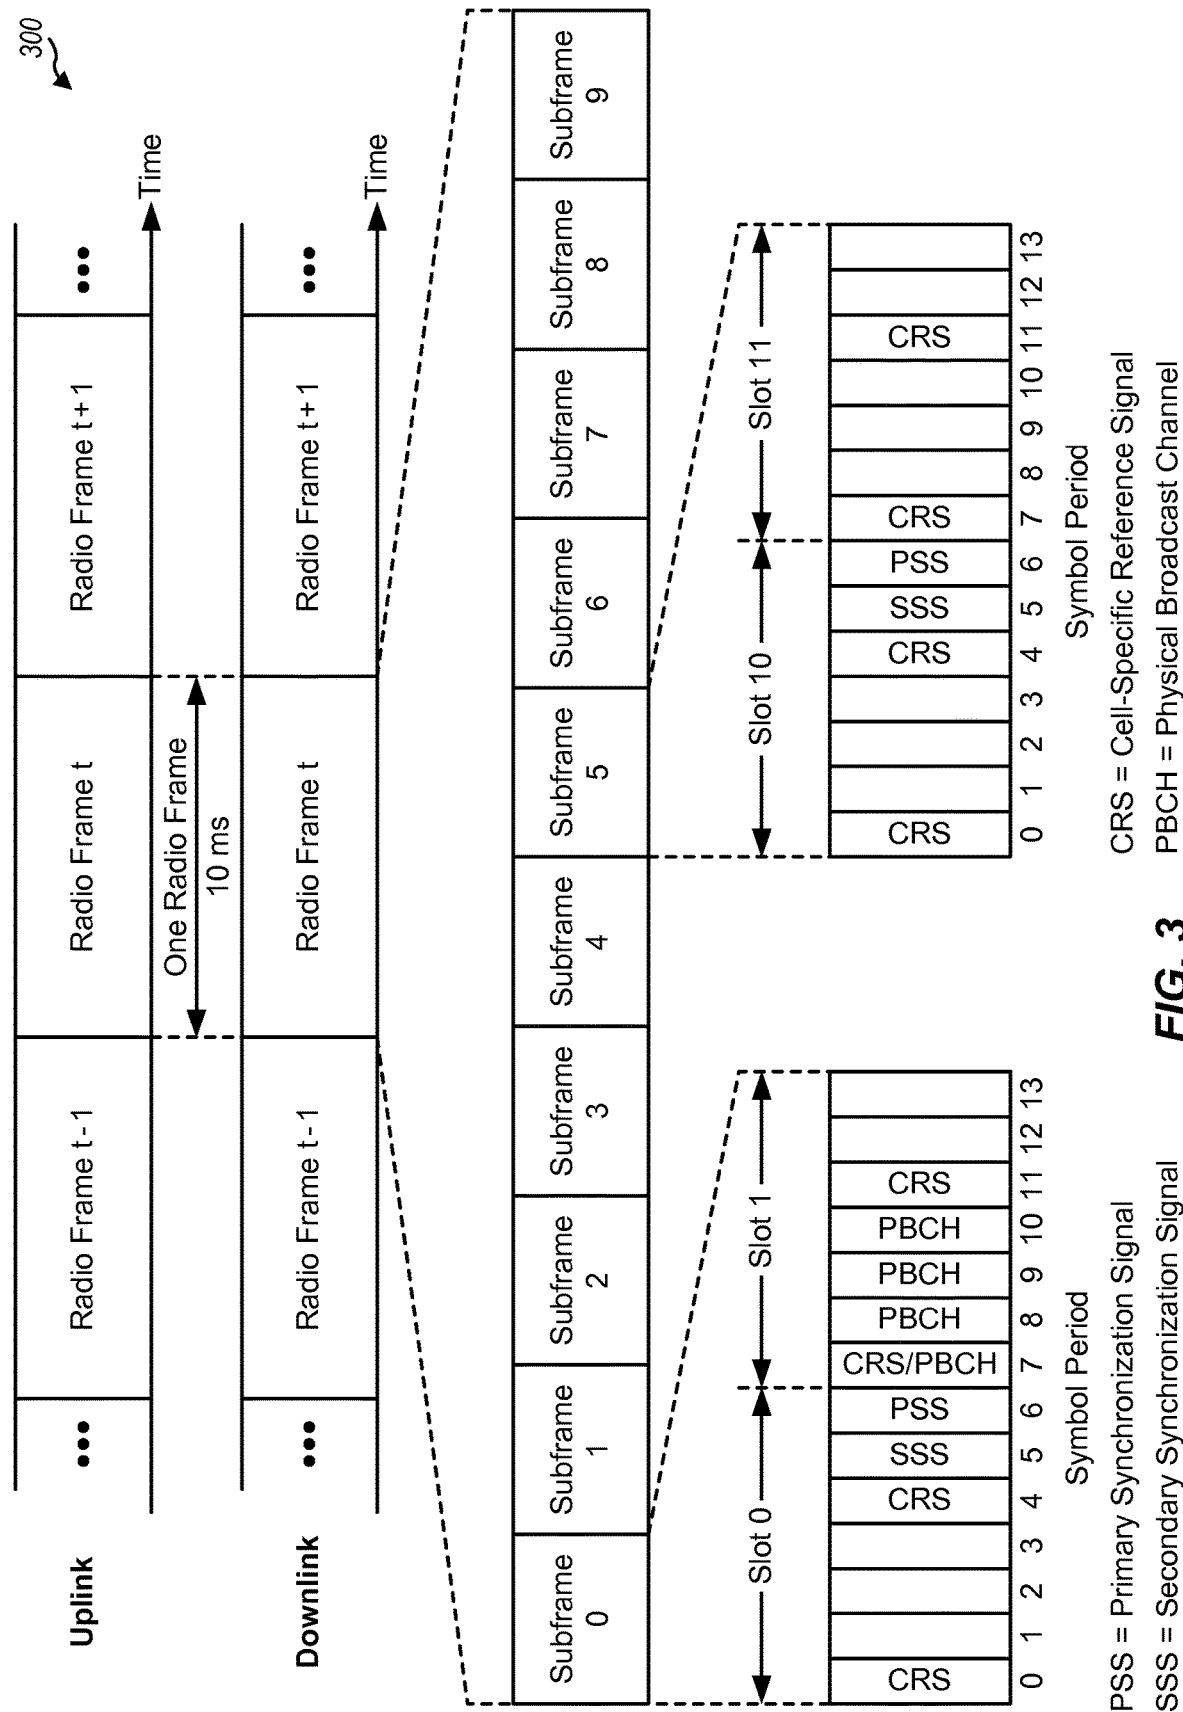 300
Uplink
••• Radio Frame t - 1 Radio Frame t Radio Frame t + 1 •••
Time
One Radio Frame
10 ms
Downlink
••• Radio Frame t - 1 Radio Frame t Radio Frame t + 1 •••
Time
Subframe 0
Subframe 1
Subframe 2
Subframe 3
Subframe 4
Subframe 5
Subframe 6
Subframe 7
Subframe 8
Subframe 9
Slot 0 Slot 1
CRS CRS SSS PSS CRS/PBCH PBCH PBCH PBCH CRS
0 1 2 3 4 5 6 7 8 9 10 11 12 13
Symbol Period
Slot 10 Slot 11
CRS CRS SSS PSS CRS CRS
0 1 2 3 4 5 6 7 8 9 10 11 12 13
Symbol Period
PSS = Primary Synchronization Signal
SSS = Secondary Synchronization Signal
CRS = Cell-Specific Reference Signal
PBCH = Physical Broadcast Channel
FIG. 3